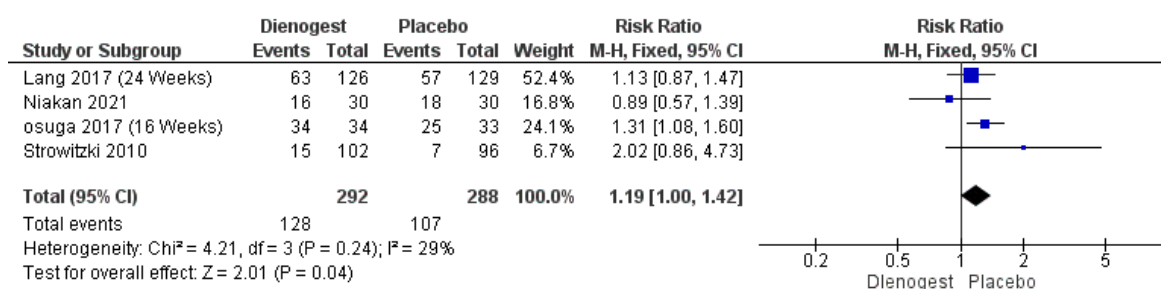 Dienogest Placebo Risk Ratio Risk Ratio
Study or Subgroup Events Total Events Total Weight M-H, Fixed, 95% CI M-H, Fixed, 95% CI
Lang 2017 (24 Weeks) 63 126 57 129 52.4% 1.13 [0.87, 1.47]
Niakan 2021 16 30 18 30 16.8% 0.89 [0.57, 1.39]
osuga 2017 (16 Weeks) 34 34 25 33 24.1% 1.31 [1.08, 1.60]
Strowitzki 2010 15 102 7 96 6.7% 2.02 [0.86, 4.73]
Total (95% CI) 292 288 100.0% 1.19 [1.00, 1.42]
Total events 128 107
Heterogeneity: Chi² = 4.21, df = 3 (P = 0.24); I² = 29%
Test for overall effect: Z = 2.01 (P = 0.04)
0.2 0.5 1 2 5
DIenogest Placebo